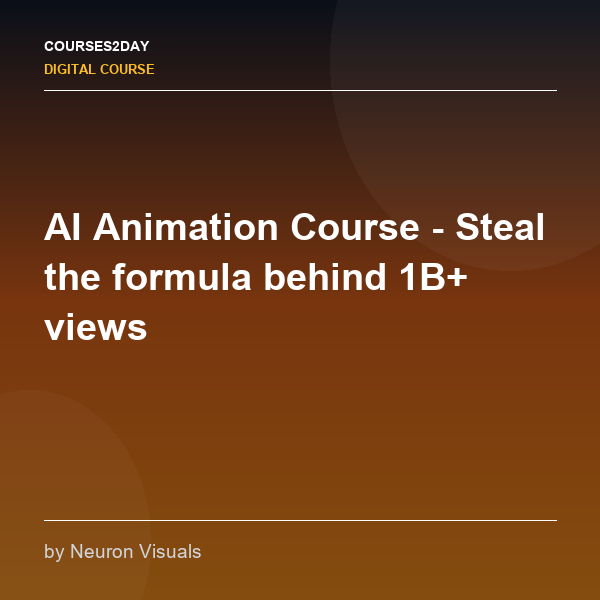 COURSES2DAY
DIGITAL COURSE
AI Animation Course - Steal
the formula behind 1B+
views
by Neuron Visuals